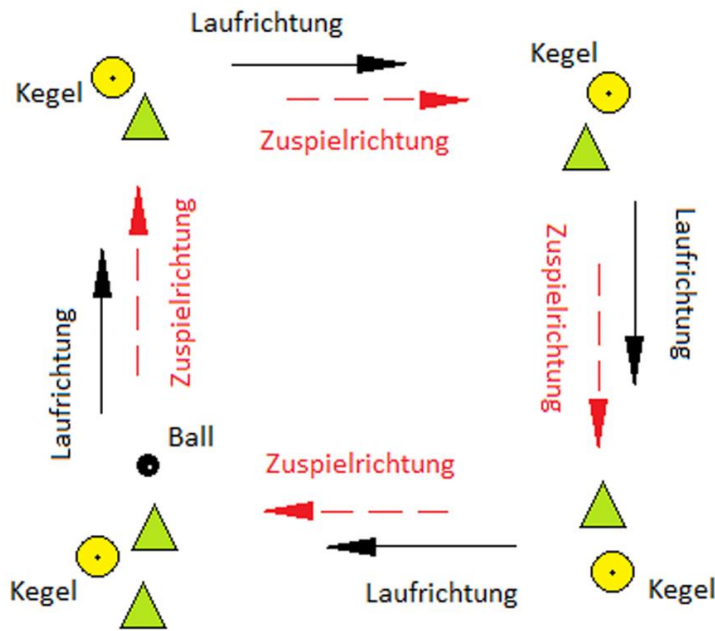 Laufrichtung
Kegel
Kegel
Zuspielrichtung
Laufrichtung
Zuspielrichtung
Zuspielrichtung
Laufrichtung
Ball
Zuspielrichtung
Kegel
Kegel
Laufrichtung